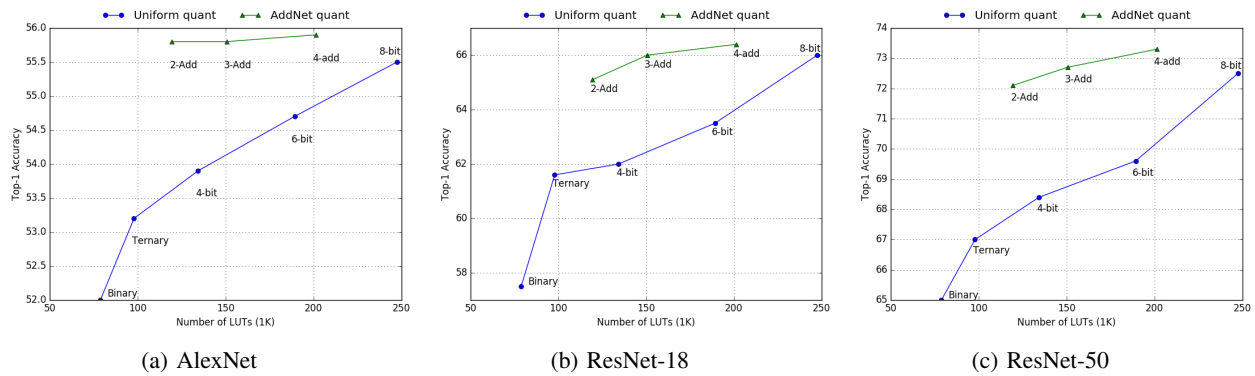 Uniform quant AddNet quant
56.0
55.5
55.0
54.5
54.0
53.5
53.0
52.5
52.0
Top-1 Accuracy
2-Add 3-Add 4-add 8-bit
6-bit
4-bit
Ternary
Binary
50 100 150 200 250
Number of LUTs (1K)
(a) AlexNet
Uniform quant AddNet quant
66
64
62
60
58
Top-1 Accuracy
8-bit
4-add
3-Add
2-Add
6-bit
4-bit
Ternary
Binary
50 100 150 200 250
Number of LUTs (1K)
(b) ResNet-18
Uniform quant AddNet quant
74
73
72
71
70
69
68
67
66
65
Top-1 Accuracy
8-bit
4-add
3-Add
2-Add
6-bit
4-bit
Ternary
Binary
50 100 150 200 250
Number of LUTs (1K)
(c) ResNet-50